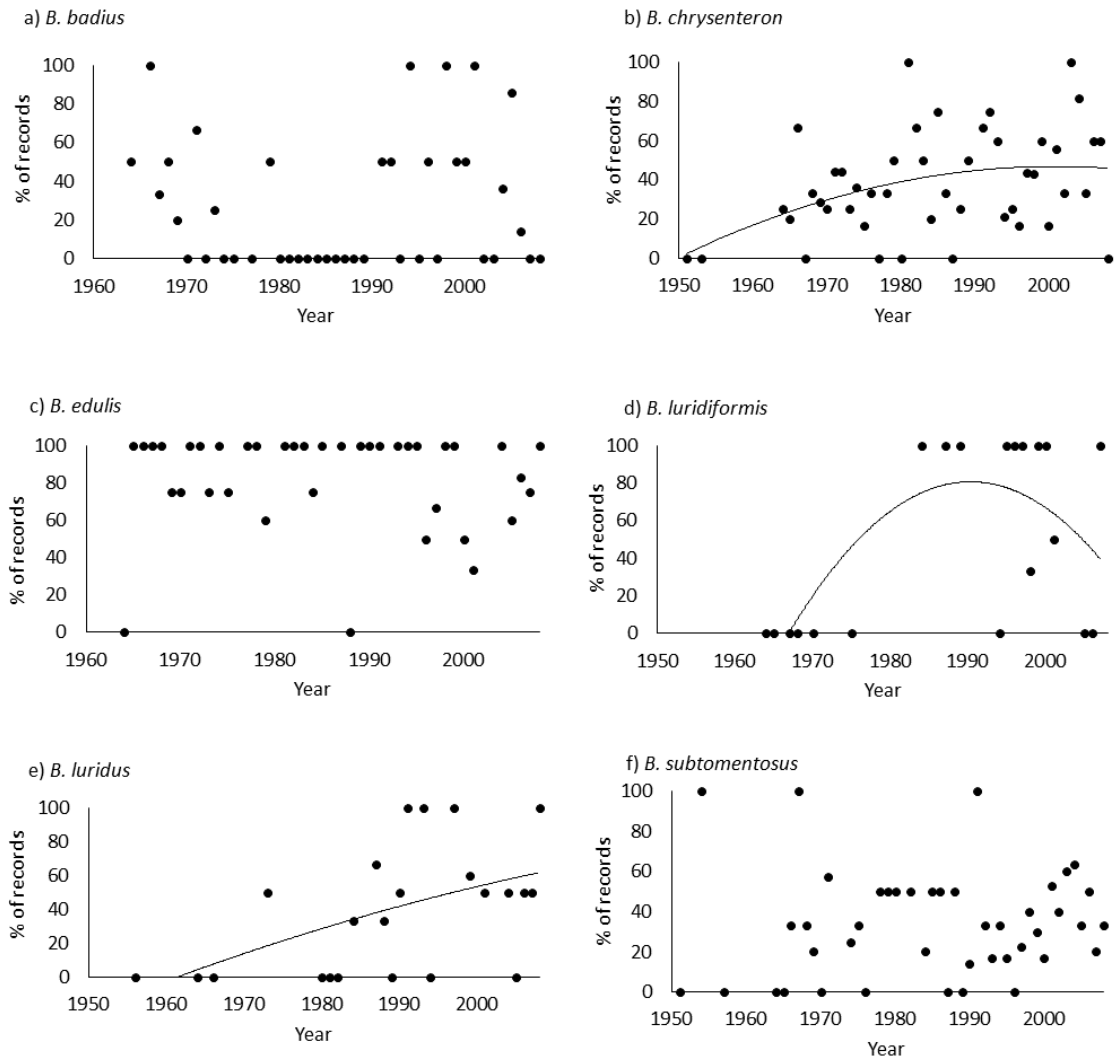 a) B. badius
100
80
60
40
20
0
% of records
1960 1970 1980 1990 2000
Year
b) B. chrysenteron
100
80
60
40
20
0
% of records
1950 1960 1970 1980 1990 2000
Year
c) B. edulis
100
80
60
40
20
0
% of records
1960 1970 1980 1990 2000
Year
d) B. luridiformis
100
80
60
40
20
0
% of records
1950 1960 1970 1980 1990 2000
Year
e) B. luridus
100
80
60
40
20
0
% of records
1950 1960 1970 1980 1990 2000
Year
f) B. subtomentosus
100
80
60
40
20
0
% of records
1950 1960 1970 1980 1990 2000
Year